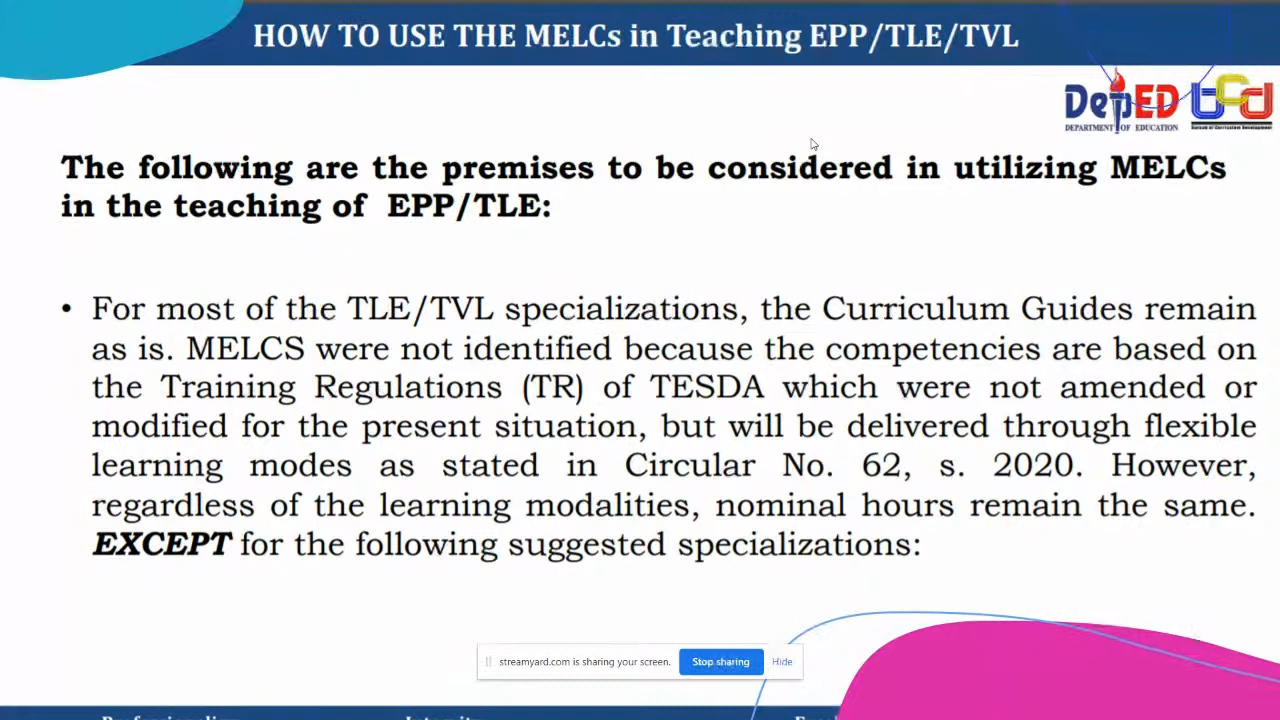 HOW TO USE THE MELCs in Teaching EPP/TLE/TVL
DepED
DEPARTMENT OF EDUCATION
bcd
Bureau of Curriculum Development
The following are the premises to be considered in utilizing MELCs
in the teaching of EPP/TLE:
• For most of the TLE/TVL specializations, the Curriculum Guides remain
as is. MELCS were not identified because the competencies are based on
the Training Regulations (TR) of TESDA which were not amended or
modified for the present situation, but will be delivered through flexible
learning modes as stated in Circular No. 62, s. 2020. However,
regardless of the learning modalities, nominal hours remain the same.
EXCEPT for the following suggested specializations:
streamyard.com is sharing your screen. Stop sharing Hide